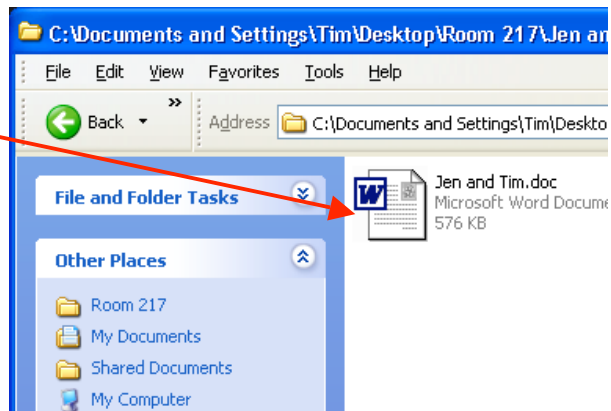 C:\Documents and Settings\Tim\Desktop\Room 217\Jen an
File Edit View Favorites Tools Help
Back » Address C:\Documents and Settings\Tim\Deskto
File and Folder Tasks
Jen and Tim.doc
Microsoft Word Docume
576 KB
Other Places
Room 217
My Documents
Shared Documents
My Computer